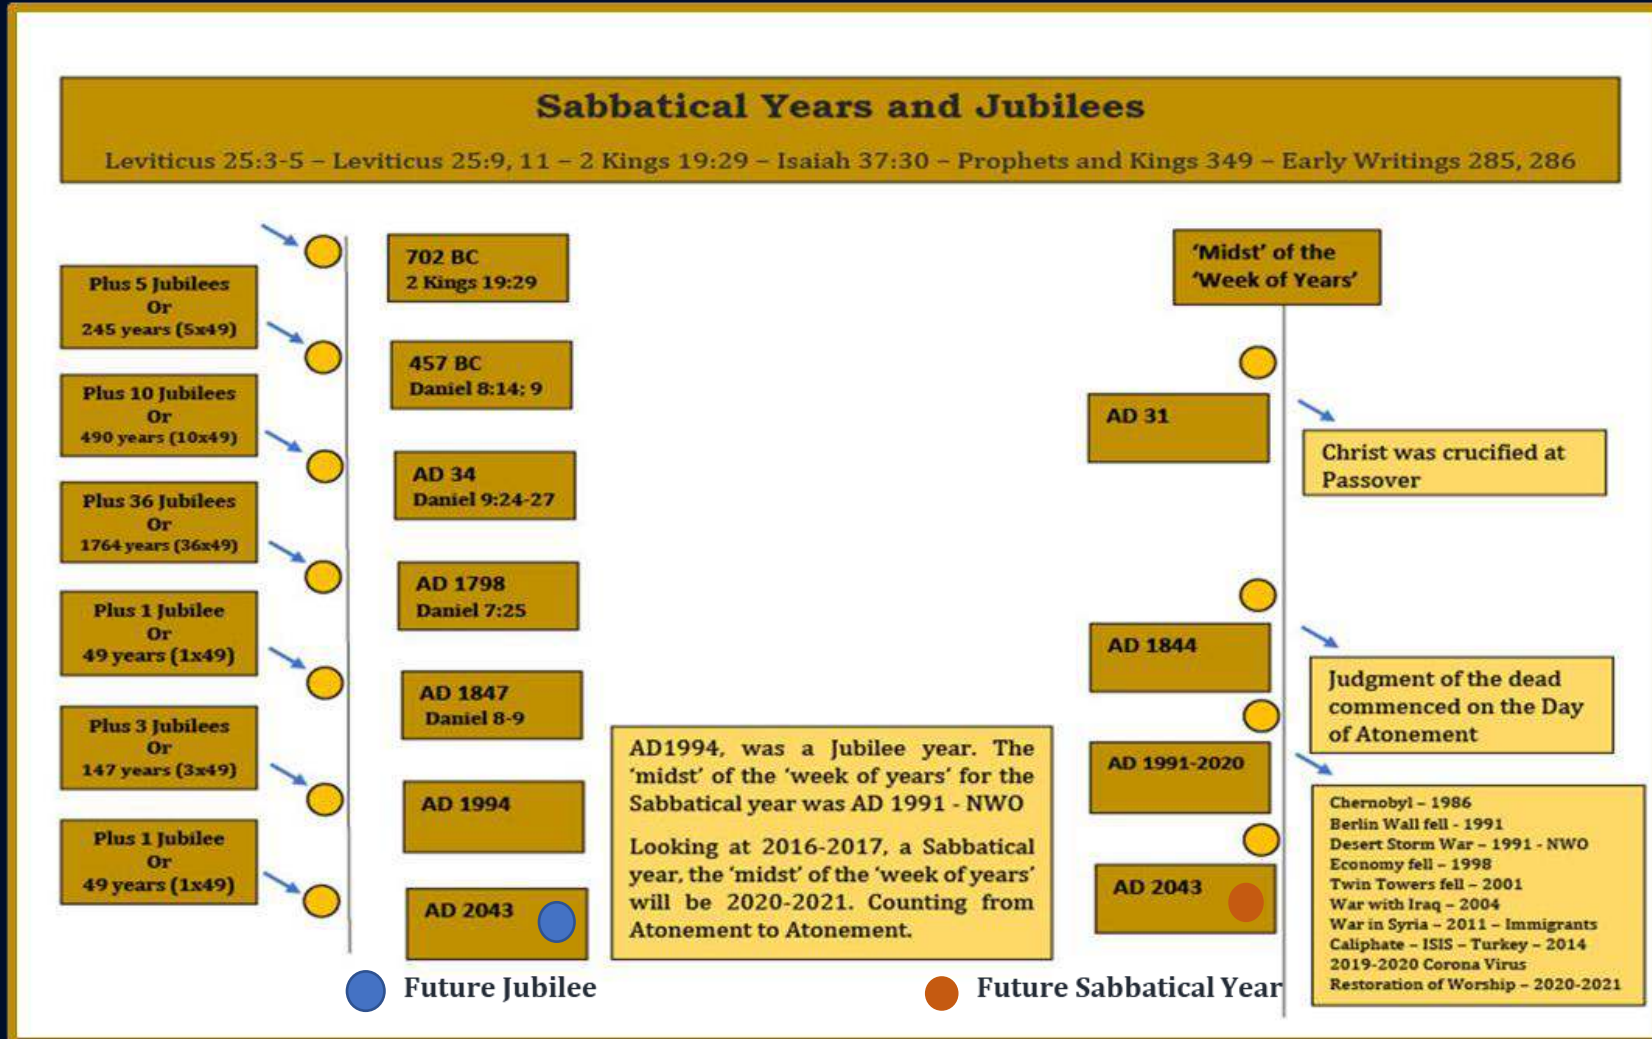 Sabbatical Years and Jubilees
Leviticus 25:3-5 – Leviticus 25:9, 11 – 2 Kings 19:29 – Isaiah 37:30 – Prophets and Kings 349 – Early Writings 285, 286
702 BC
2 Kings 19:29
Plus 5 Jubilees
Or
245 years (5x49)
457 BC
Daniel 8:14; 9
Plus 10 Jubilees
Or
490 years (10x49)
AD 34
Daniel 9:24-27
Plus 36 Jubilees
Or
1764 years (36x49)
AD 1798
Daniel 7:25
Plus 1 Jubilee
Or
49 years (1x49)
AD 1847
Daniel 8-9
Plus 3 Jubilees
Or
147 years (3x49)
AD 1994
Plus 1 Jubilee
Or
49 years (1x49)
AD 2043
AD1994, was a Jubilee year. The
'midst' of the 'week of years' for the
Sabbatical year was AD 1991 - NWO
Looking at 2016-2017, a Sabbatical
year, the 'midst' of the 'week of years'
will be 2020-2021. Counting from
Atonement to Atonement.
'Midst' of the
'Week of Years'
AD 31
Christ was crucified at
Passover
AD 1844
Judgment of the dead
commenced on the Day
of Atonement
AD 1991-2020
Chernobyl – 1986
Berlin Wall fell - 1991
Desert Storm War – 1991 - NWO
Economy fell – 1998
Twin Towers fell – 2001
War with Iraq – 2004
War in Syria – 2011 – Immigrants
Caliphate – ISIS – Turkey – 2014
2019-2020 Corona Virus
Restoration of Worship – 2020-2021
AD 2043
Future Jubilee
Future Sabbatical Year